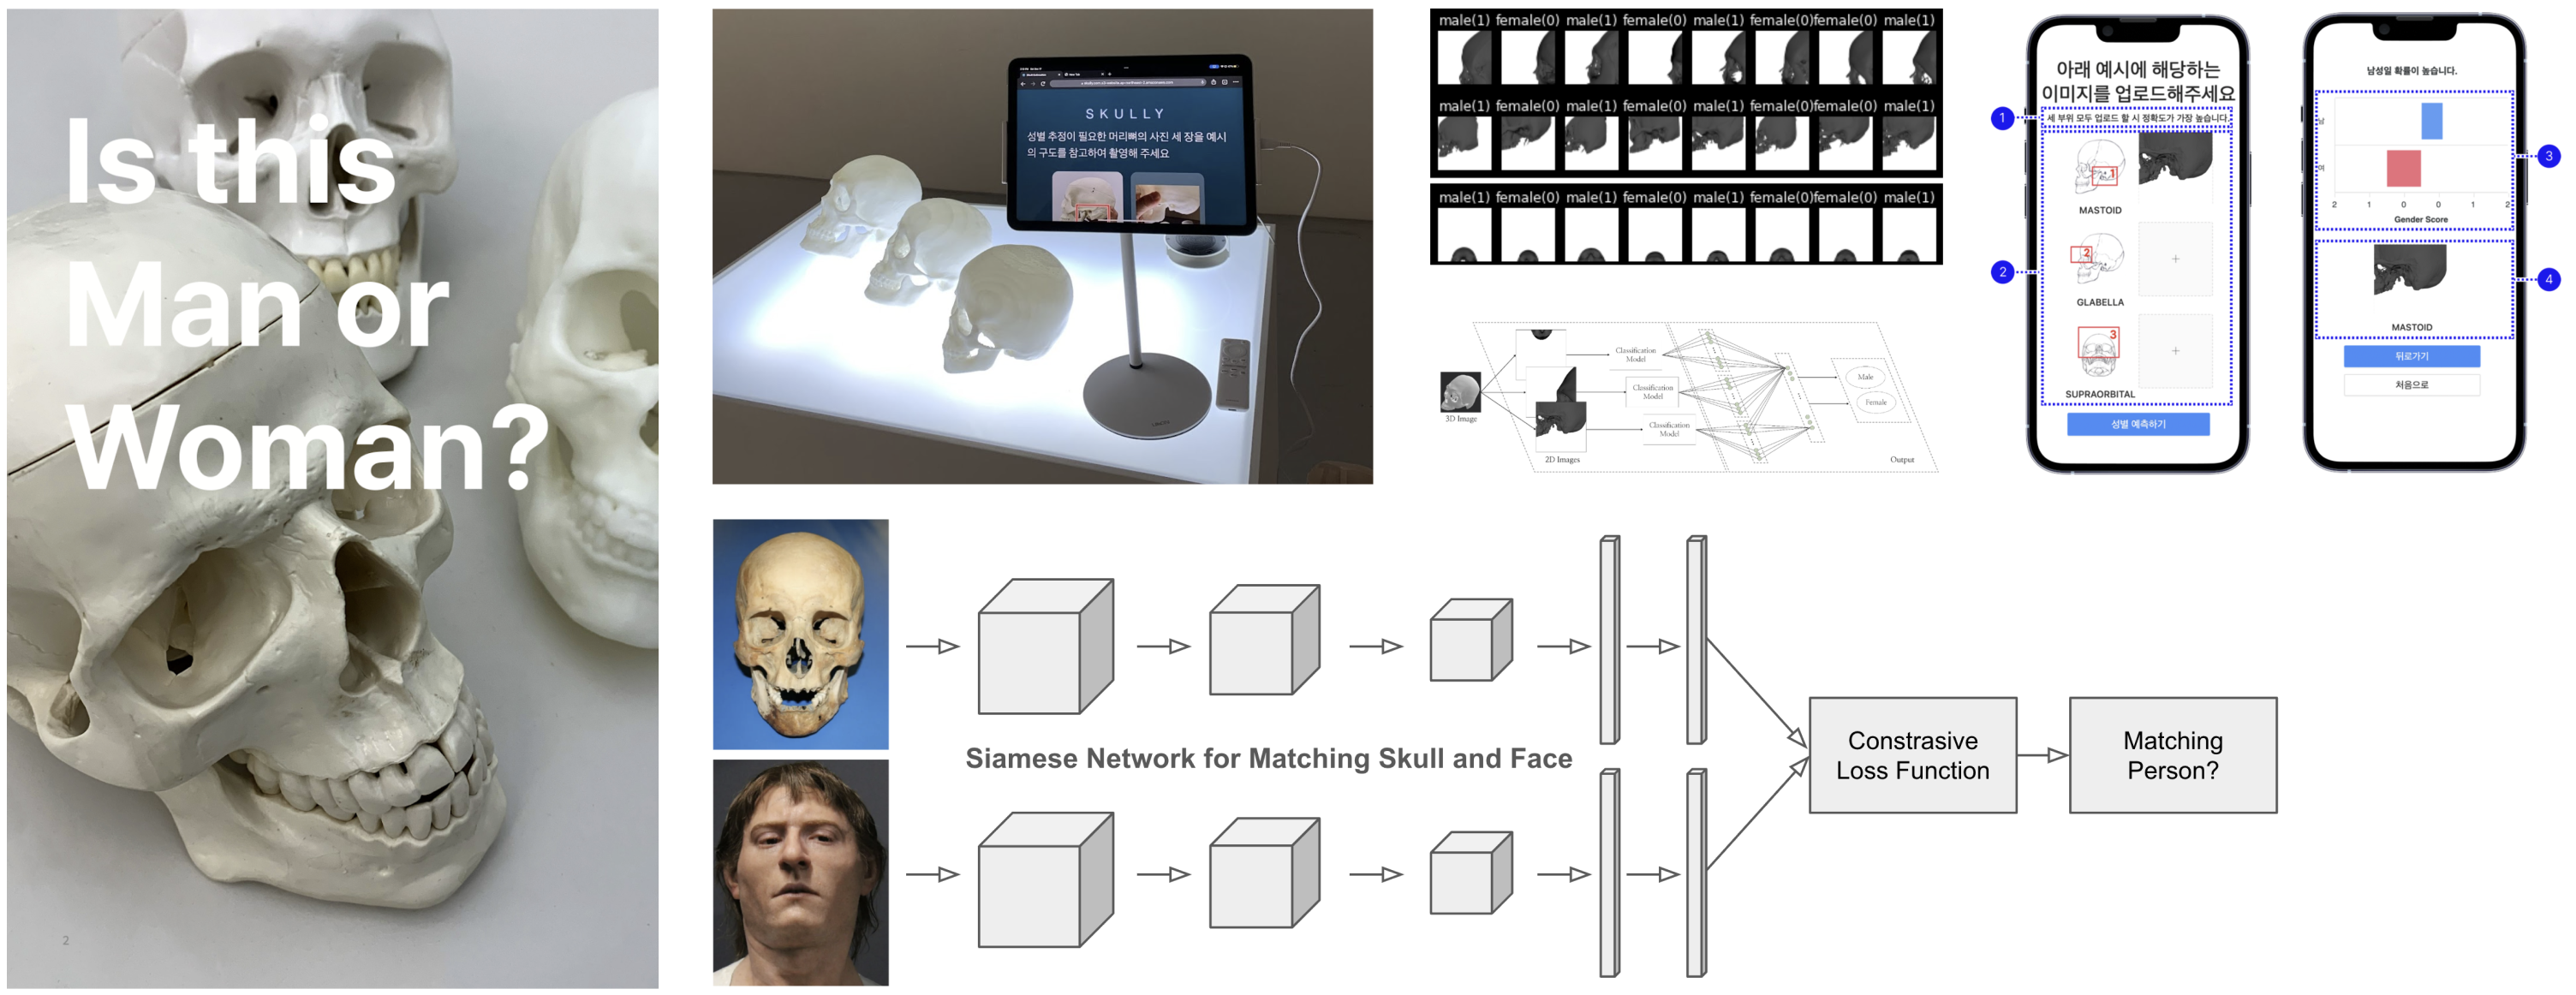 Is this
Man or
Woman?
2
SKULLY
성별 추정이 필요한 머리뼈의 사진 세 장을 예시
의 구도를 참고하여 촬영해 주세요
male(1) female(0) male(1) female(0) male(1) female(0) female(0) male(1)
male(1) female(0) male(1) female(0) male(1) female(0) female(0) male(1)
male(1) female(0) male(1) female(0) male(1) female(0) female(0) male(1)
3D Image
2D Images
Classification
Model
Classification
Model
Classification
Model
Male
Female
Output
아래 예시에 해당하는
이미지를 업로드해주세요
세 부위 모두 업로드 할 시 정확도가 가장 높습니다.
1
2
1
MASTOID
2
GLABELLA
3
SUPRAORBITAL
성별 예측하기
남성일 확률이 높습니다.
2 1 0 0 1 2
Gender Score
3
4
MASTOID
뒤로가기
처음으로
Siamese Network for Matching Skull and Face
Constrasive
Loss Function
Matching
Person?